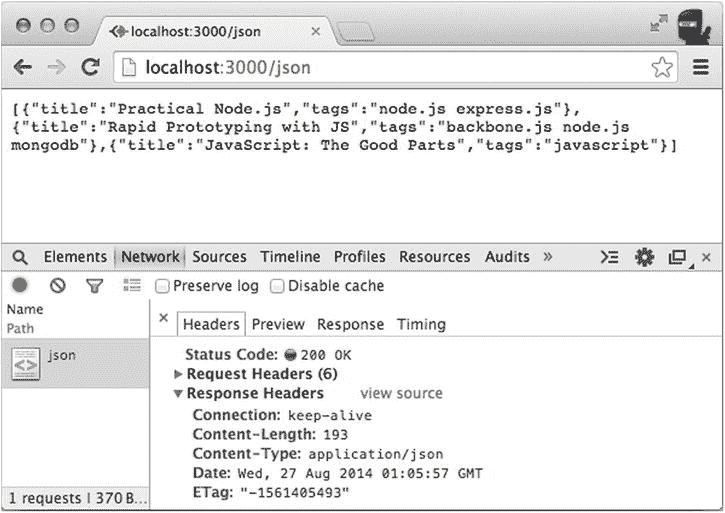 localhost:3000/json
localhost:3000/json
[{"title":"Practical Node.js","tags":"node.js express.js"},
{"title":"Rapid Prototyping with JS","tags":"backbone.js node.js
mongodb"},{"title":"JavaScript: The Good Parts","tags":"javascript"}]
Elements Network Sources Timeline Profiles Resources Audits »
Preserve log Disable cache
Name
Path
× Headers Preview Response Timing
json
Status Code: 200 OK
Request Headers (6)
Response Headers view source
Connection: keep-alive
Content-Length: 193
Content-Type: application/json
Date: Wed, 27 Aug 2014 01:05:57 GMT
ETag: "-1561405493"
1 requests | 370 B...